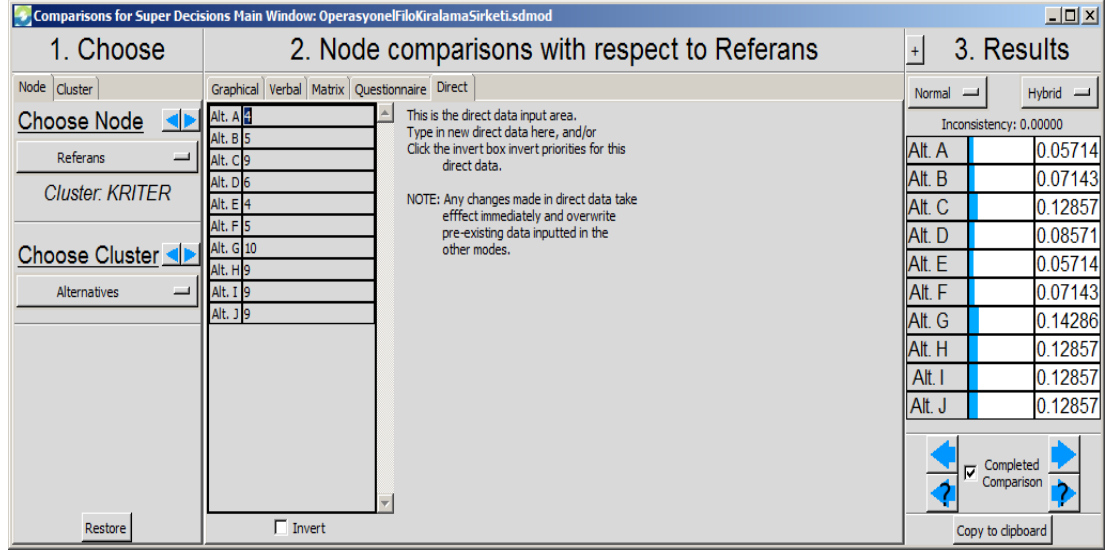 Comparisons for Super Decisions Main Window: OperasyonelFiloKiralamaSirketi.sdmod
1. Choose
Node Cluster
Choose Node
Referans
Cluster: KRITER
Choose Cluster
Alternatives
Restore
2. Node comparisons with respect to Referans
Graphical Verbal Matrix Questionnaire Direct
Alt. A 4
Alt. B 5
Alt. C 9
Alt. D 6
Alt. E 4
Alt. F 5
Alt. G 10
Alt. H 9
Alt. I 9
Alt. J 9
This is the direct data input area.
Type in new direct data here, and/or
Click the invert box invert priorities for this
direct data.
NOTE: Any changes made in direct data take
efffect immediately and overwrite
pre-existing data inputted in the
other modes.
Invert
+ 3. Results
Normal Hybrid
Inconsistency: 0.00000
Alt. A 0.05714
Alt. B 0.07143
Alt. C 0.12857
Alt. D 0.08571
Alt. E 0.05714
Alt. F 0.07143
Alt. G 0.14286
Alt. H 0.12857
Alt. I 0.12857
Alt. J 0.12857
Completed
Comparison
? ?
Copy to clipboard